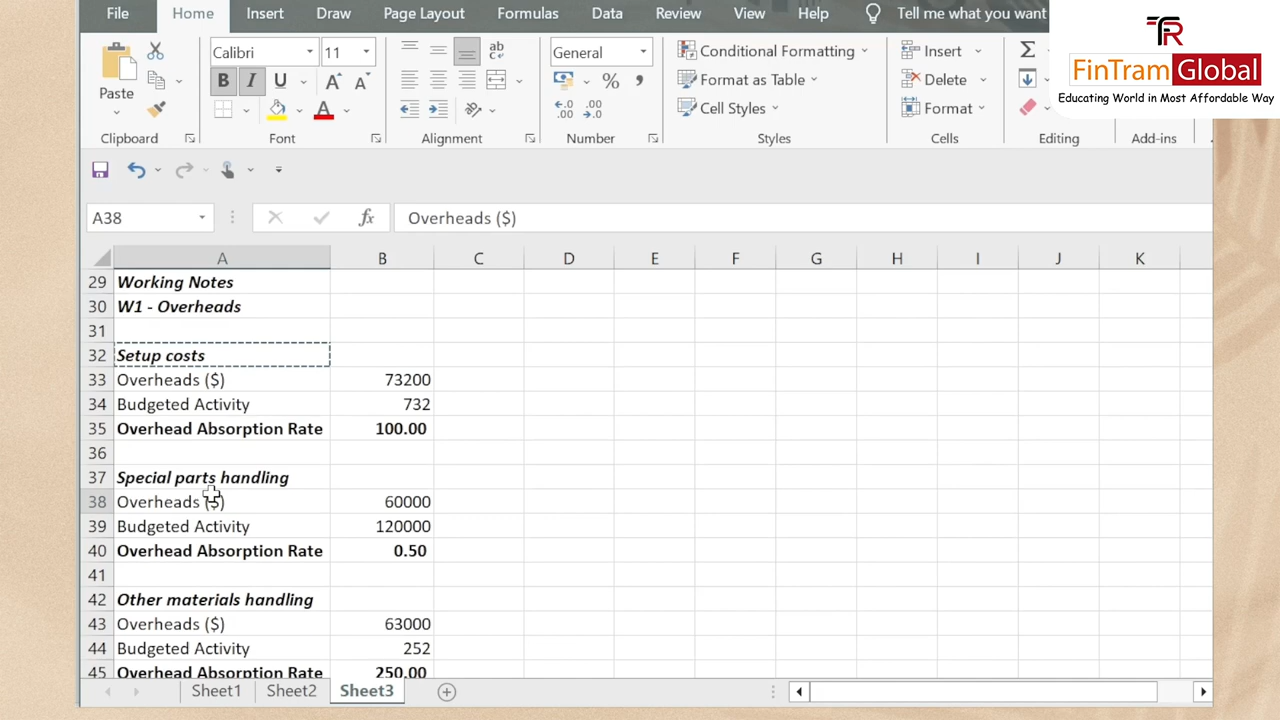 File Home Insert Draw Page Layout Formulas Data Review View Help Tell me what you want
FinTram Global
Educating World in Most Affordable Way
Paste
Calibri 11
B I U
General
Conditional Formatting
Format as Table
Cell Styles
Insert
Delete
Format
Clipboard Font Alignment Number Styles Cells Editing Add-ins
A38 fx Overheads ($)
A B C D E F G H I J K
29 Working Notes
30 W1 - Overheads
31
32 Setup costs
33 Overheads ($) 73200
34 Budgeted Activity 732
35 Overhead Absorption Rate 100.00
36
37 Special parts handling
38 Overheads ($) 60000
39 Budgeted Activity 120000
40 Overhead Absorption Rate 0.50
41
42 Other materials handling
43 Overheads ($) 63000
44 Budgeted Activity 252
45 Overhead Absorption Rate 250.00
Sheet1 Sheet2 Sheet3